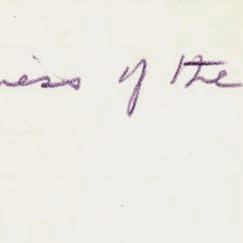 ness of the